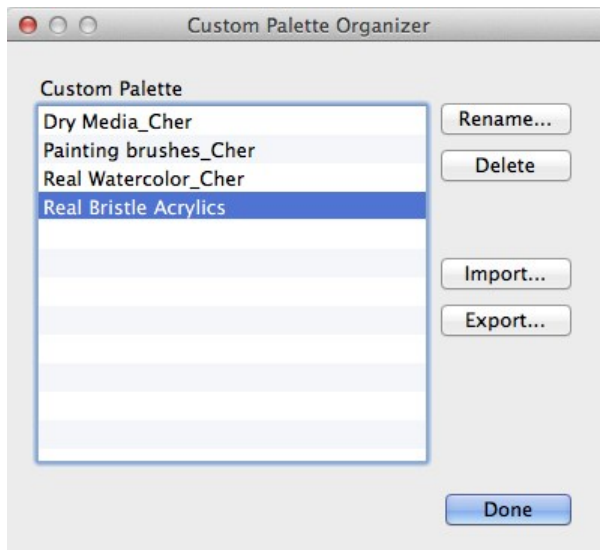 Custom Palette Organizer
Custom Palette
Dry Media_Cher
Painting brushes_Cher
Real Watercolor_Cher
Real Bristle Acrylics
Rename...
Delete
Import...
Export...
Done